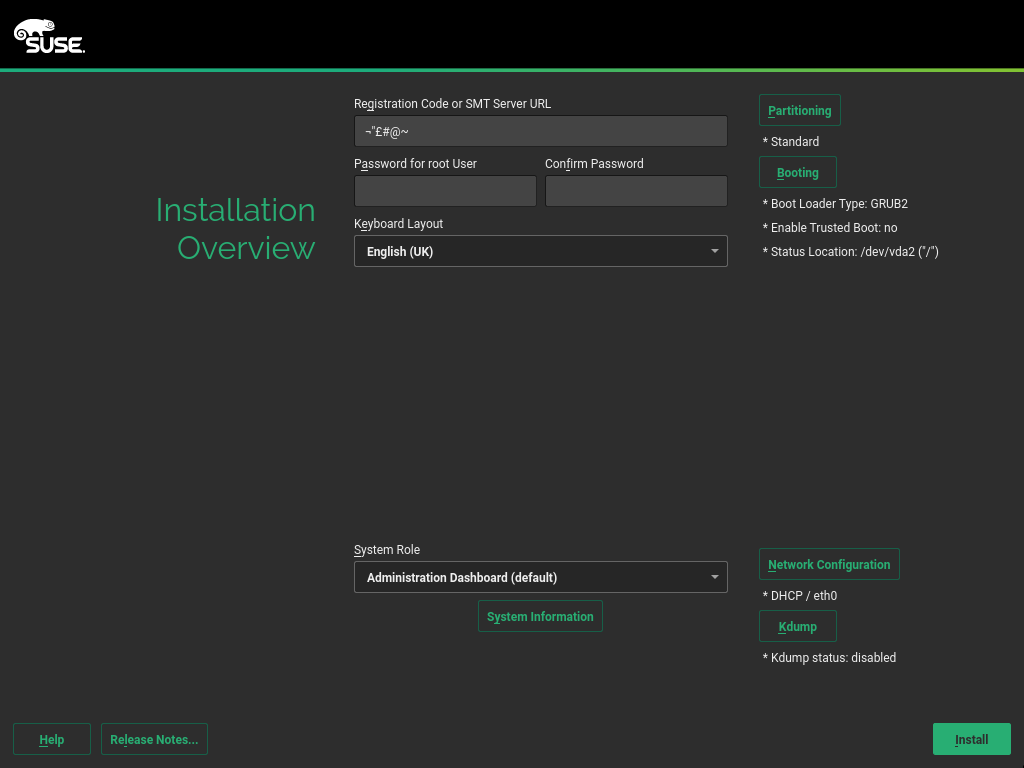 SUSE.
Installation
Overview
Registration Code or SMT Server URL
¬"£#@~
Password for root User
Confirm Password
Keyboard Layout
English (UK)
System Role
Administration Dashboard (default)
System Information
Partitioning
* Standard
Booting
* Boot Loader Type: GRUB2
* Enable Trusted Boot: no
* Status Location: /dev/vda2 ("/")
Network Configuration
* DHCP / eth0
Kdump
* Kdump status: disabled
Help
Release Notes...
Install